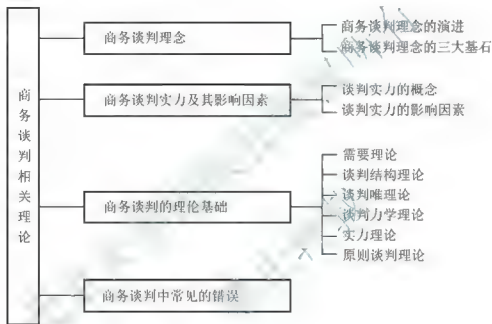 商务谈判相关理论
商务谈判理念
商务谈判理念的演进
商务谈判理念的三大基石
商务谈判实力及其影响因素
谈判实力的概念
谈判实力的影响因素
商务谈判的理论基础
需要理论
谈判结构理论
谈判唯理论
谈判力学理论
实力理论
原则谈判理论
商务谈判中常见的错误